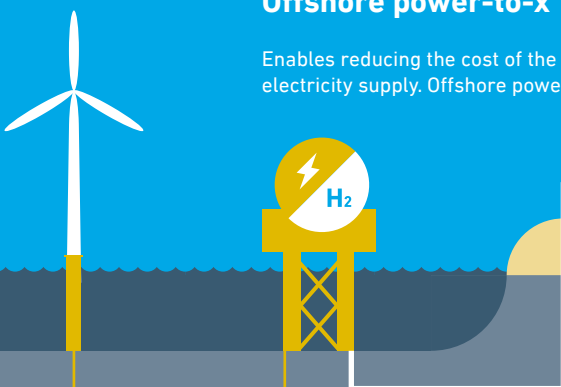 Offshore power-to-x
Enables reducing the cost of the
electricity supply. Offshore powe
H₂